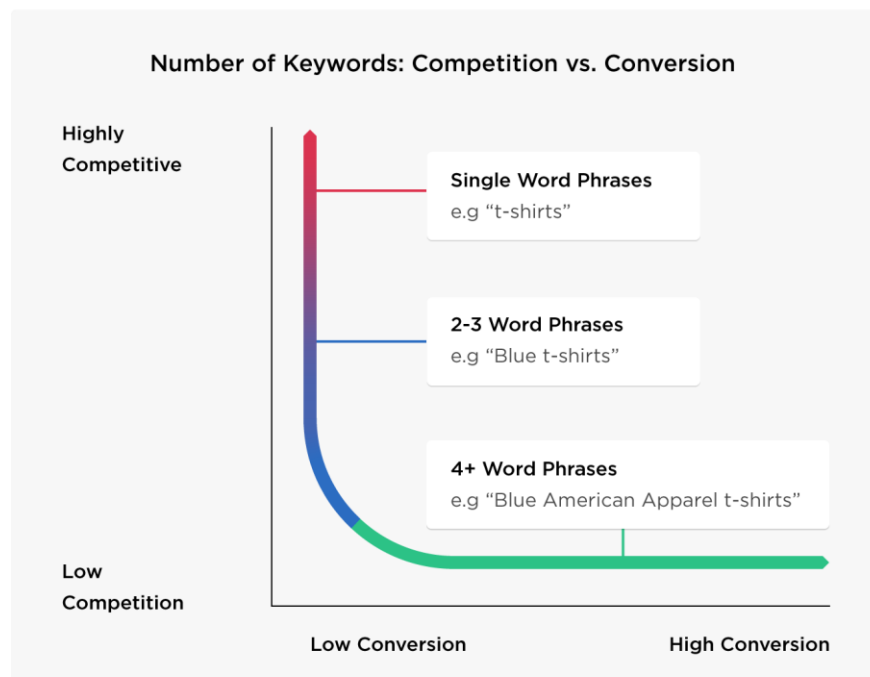 Number of Keywords: Competition vs. Conversion
Highly
Competitive
Single Word Phrases
e.g “t-shirts”
2-3 Word Phrases
e.g “Blue t-shirts”
4+ Word Phrases
e.g “Blue American Apparel t-shirts”
Low
Competition
Low Conversion
High Conversion